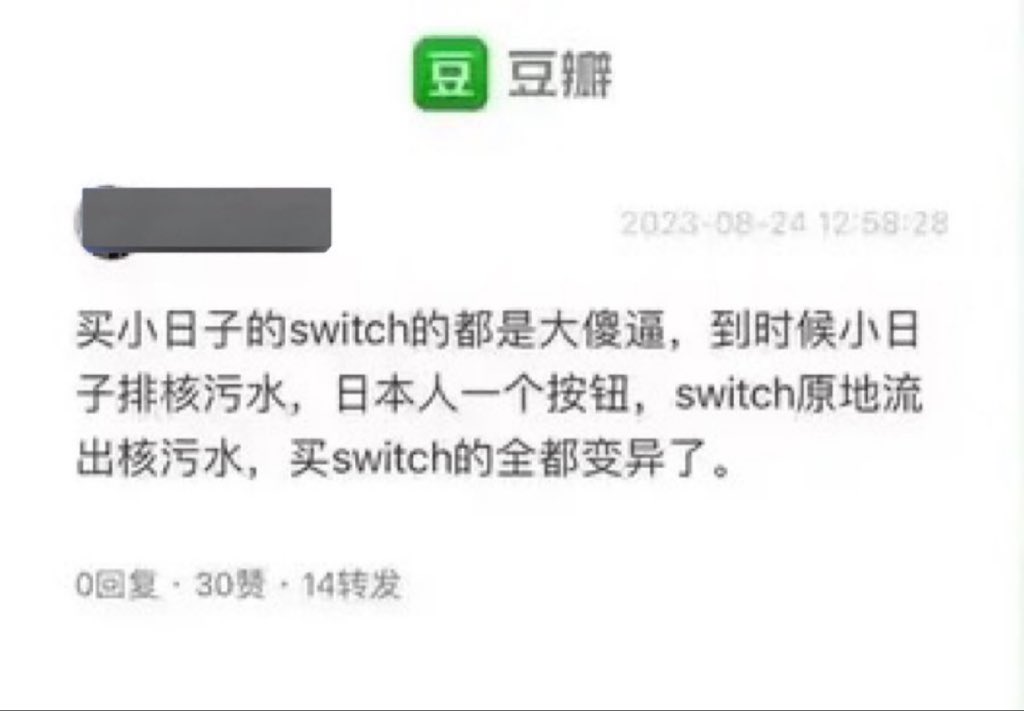 豆 豆瓣
2023-08-24 12:58:28
买小日子的switch的都是大傻逼，到时候小日
子排核污水，日本人一个按钮，switch原地流
出核污水，买switch的全都变异了。
0回复 · 30赞 · 14转发